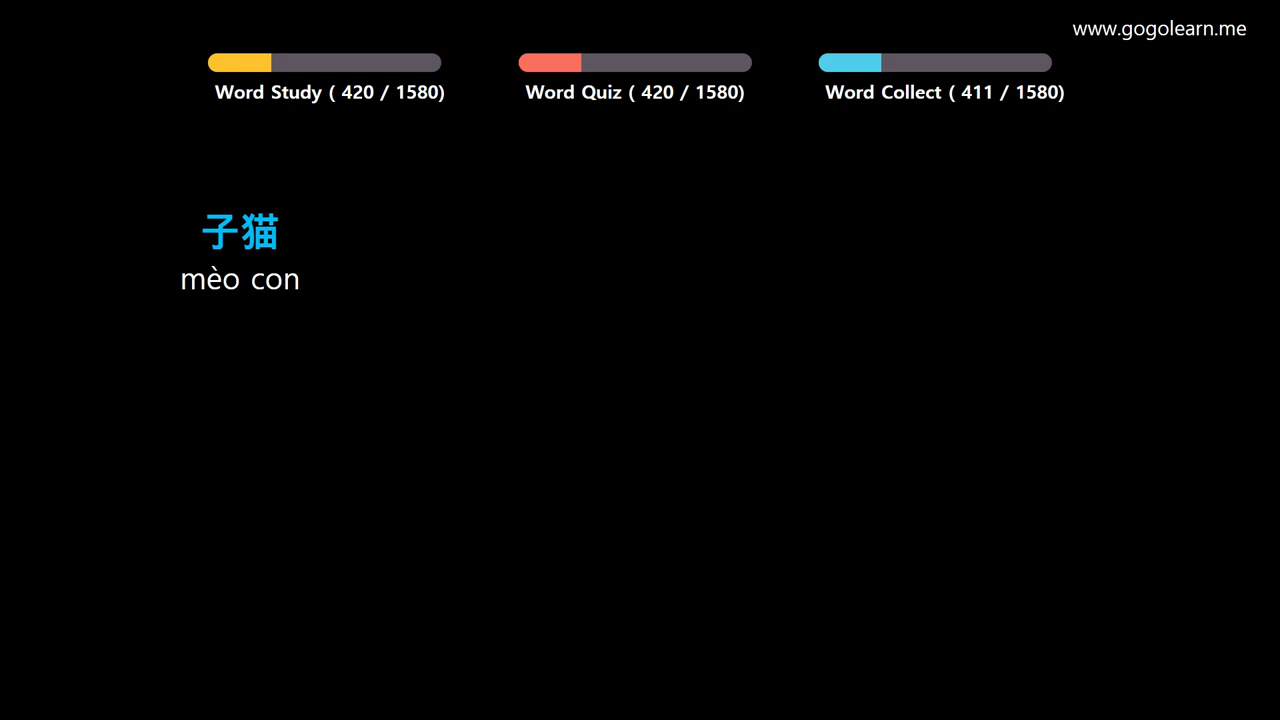 www.gogolearn.me
Word Study ( 420 / 1580)
Word Quiz ( 420 / 1580)
Word Collect ( 411 / 1580)
子猫
mèo con